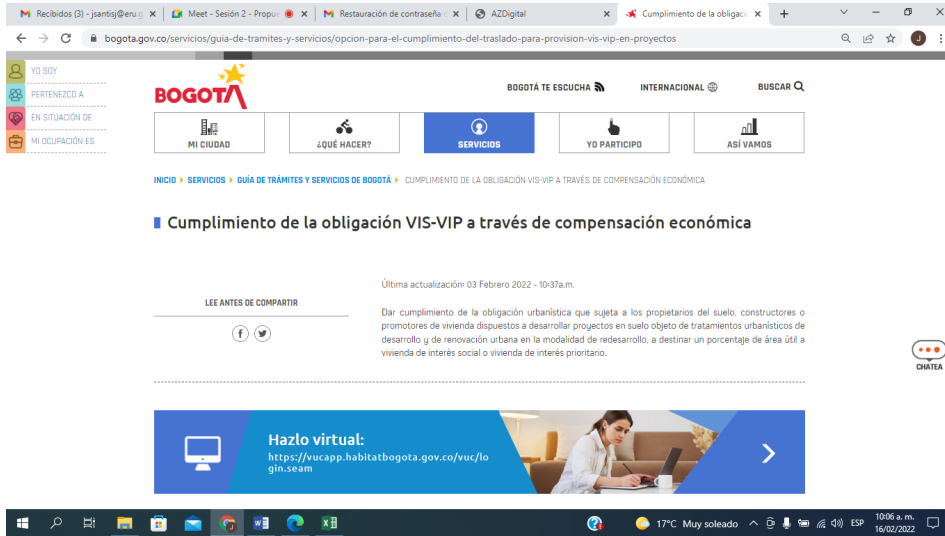 Recibidos (3) - jsantisj@eru.g
Meet - Sesión 2 - Propue
Restauración de contraseña c
AZDigital
Cumplimiento de la obligació
bogota.gov.co/servicios/guia-de-tramites-y-servicios/opcion-para-el-cumplimiento-del-traslado-para-provision-vis-vip-en-proyectos
J
YO SOY
PERTENEZCO A
EN SITUACIÓN DE
MI OCUPACIÓN ES
BOGOTÁ
BOGOTÁ TE ESCUCHA
INTERNACIONAL
BUSCAR
MI CIUDAD
¿QUÉ HACER?
SERVICIOS
YO PARTICIPO
ASÍ VAMOS
INICIO SERVICIOS GUÍA DE TRÁMITES Y SERVICIOS DE BOGOTÁ CUMPLIMIENTO DE LA OBLIGACIÓN VIS-VIP A TRAVÉS DE COMPENSACIÓN ECONÓMICA
Cumplimiento de la obligación VIS-VIP a través de compensación económica
LEE ANTES DE COMPARTIR
Última actualización: 03 Febrero 2022 - 10:37a.m.
Dar cumplimiento de la obligación urbanística que sujeta a los propietarios del suelo, constructores o
promotores de vivienda dispuestos a desarrollar proyectos en suelo objeto de tratamientos urbanísticos de
desarrollo y de renovación urbana en la modalidad de redesarrollo, a destinar un porcentaje de área útil a
vivienda de interés social o vivienda de interés prioritario.
CHATEA
Hazlo virtual:
https://vucapp.habitatbogota.gov.co/vuc/lo
gin.seam
17°C Muy soleado
ESP
10:06 a. m.
16/02/2022